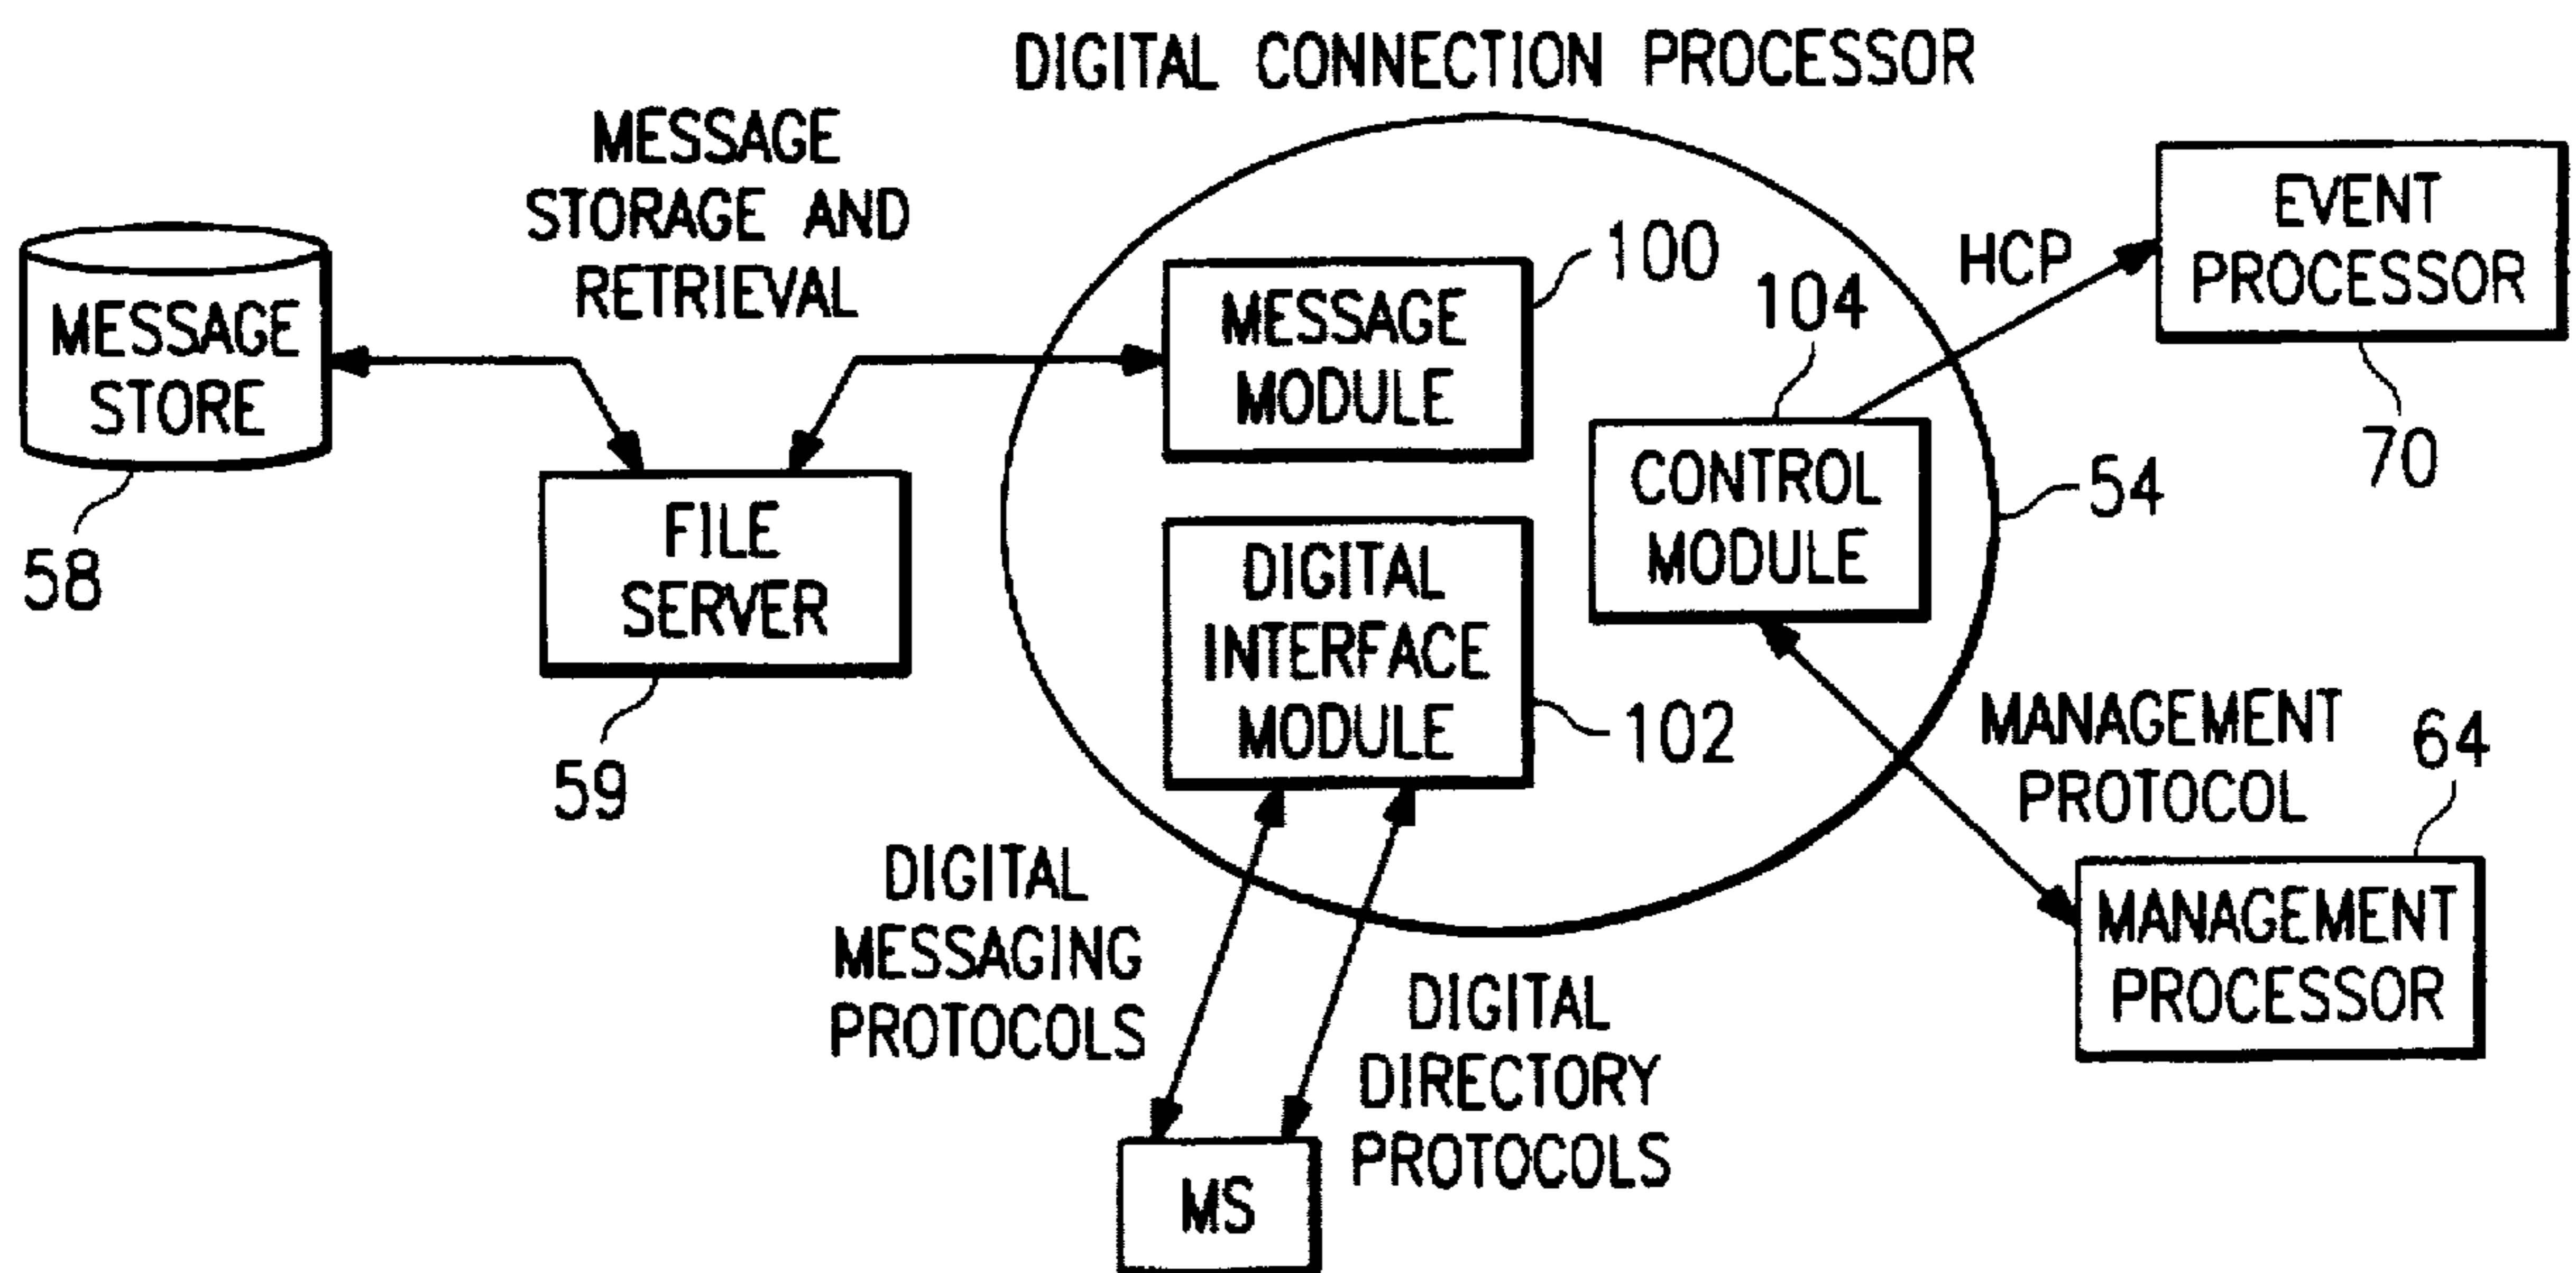 DIGITAL CONNECTION PROCESSOR
MESSAGE
STORAGE AND
RETRIEVAL
MESSAGE
STORE
58
FILE
SERVER
59
MESSAGE
MODULE
100
DIGITAL
INTERFACE
MODULE
102
104
CONTROL
MODULE
HCP
EVENT
PROCESSOR
70
54
MANAGEMENT
PROTOCOL
64
MANAGEMENT
PROCESSOR
DIGITAL
MESSAGING
PROTOCOLS
DIGITAL
DIRECTORY
PROTOCOLS
MS